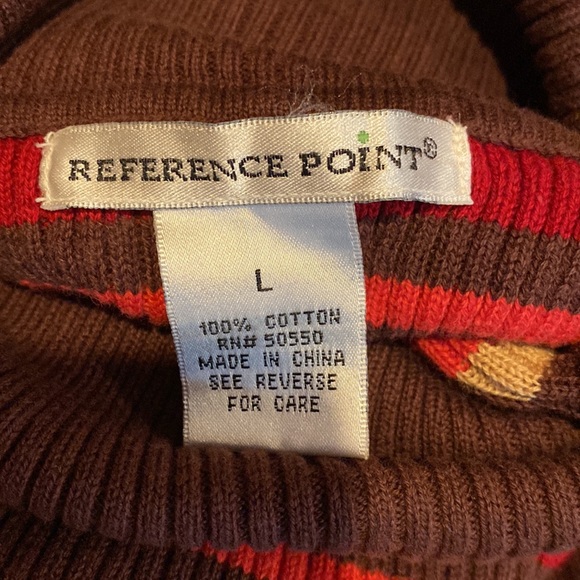 REFERENCE POiNT®
L
100% COTTON
RN# 50550
MADE IN CHINA
SEE REVERSE
FOR CARE